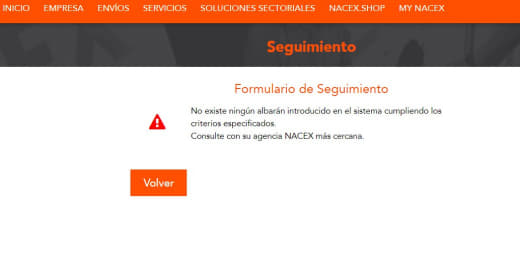 INICIO EMPRESA ENVÍOS SERVICIOS SOLUCIONES SECTORIALES NACEX.SHOP MY NACEX
Seguimiento
Formulario de Seguimiento
No existe ningún albarán introducido en el sistema cumpliendo los
criterios especificados.
Consulte con su agencia NACEX más cercana.
Volver